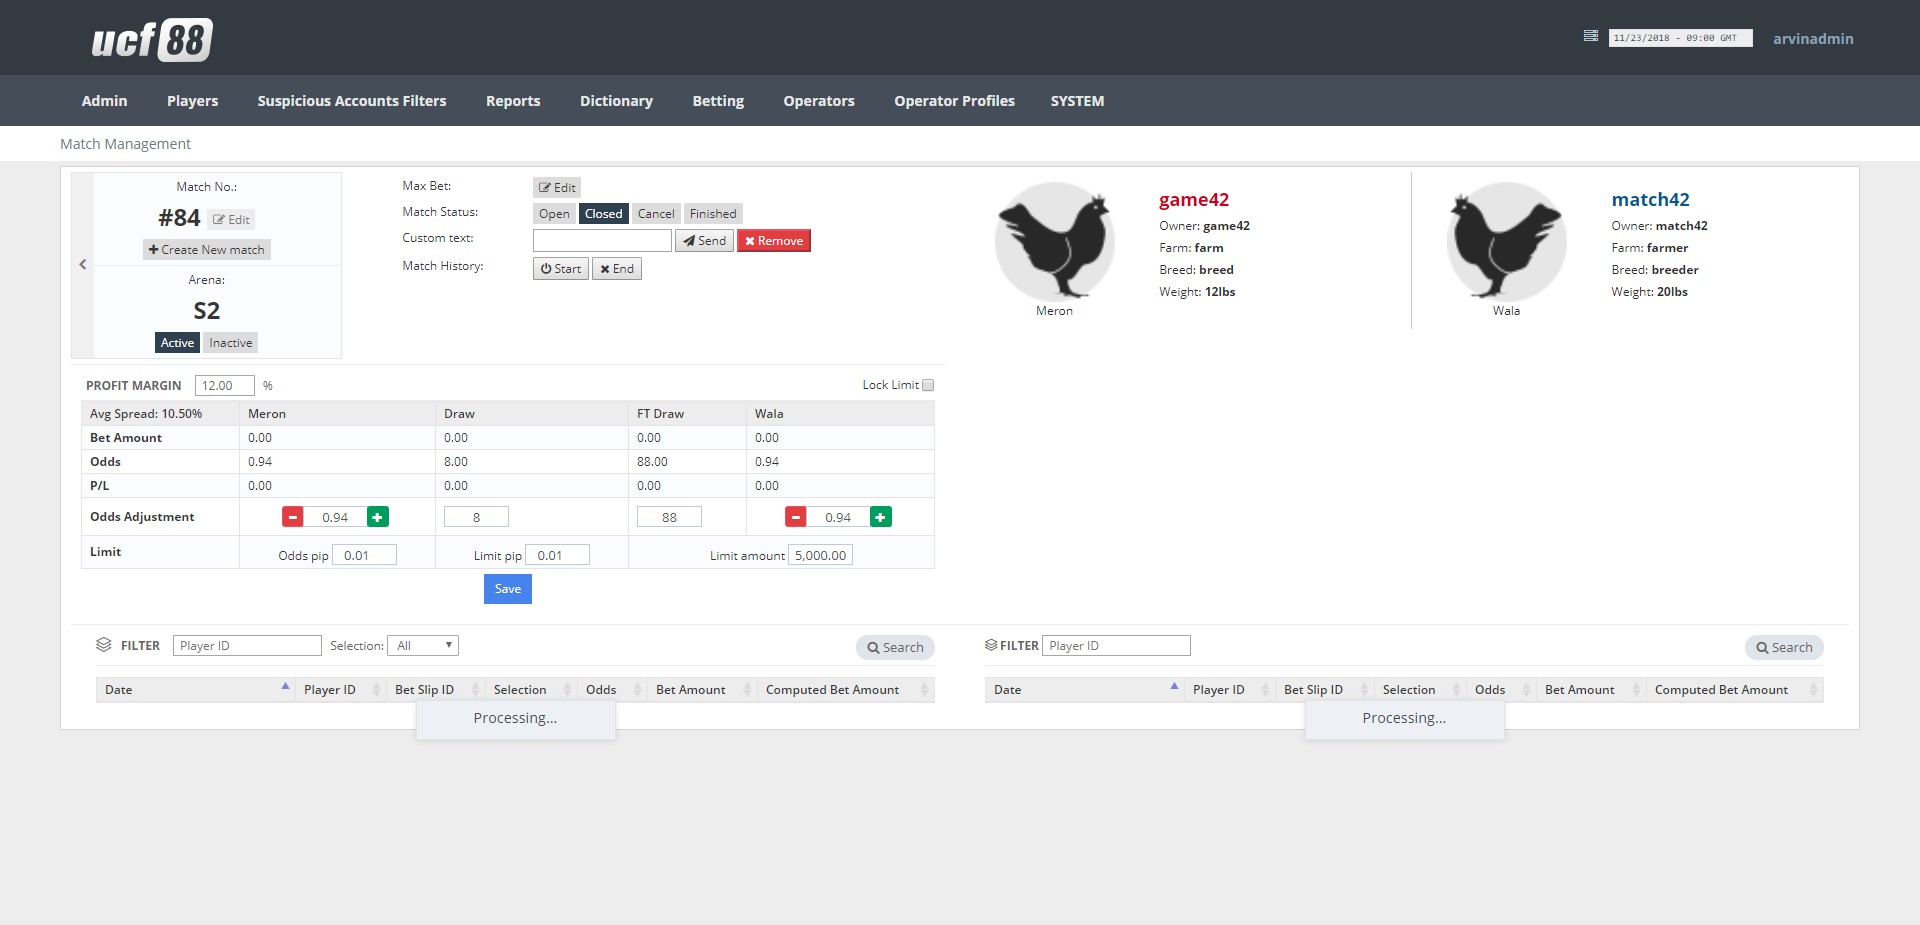 ucf88
11/23/2018 - 09:00 GMT
arvinadmin
Admin Players Suspicious Accounts Filters Reports Dictionary Betting Operators Operator Profiles SYSTEM
Match Management
Match No.:
#84 Edit
Create New match
Arena:
S2
Active Inactive
Max Bet: Edit
Match Status: Open Closed Cancel Finished
Custom text: Send Remove
Match History: Start End
Meron
game42
Owner: game42
Farm: farm
Breed: breed
Weight: 12lbs
Wala
match42
Owner: match42
Farm: farmer
Breed: breeder
Weight: 20lbs
PROFIT MARGIN 12.00 % Lock Limit
Avg Spread: 10.50% Meron Draw FT Draw Wala
Bet Amount 0.00 0.00 0.00 0.00
Odds 0.94 8.00 88.00 0.94
P/L 0.00 0.00 0.00 0.00
Odds Adjustment 0.94 8 88 0.94
Limit Odds pip 0.01 Limit pip 0.01 Limit amount 5,000.00
Save
FILTER Player ID Selection: All Search
Date Player ID Bet Slip ID Selection Odds Bet Amount Computed Bet Amount
Processing...
FILTER Player ID Search
Date Player ID Bet Slip ID Selection Odds Bet Amount Computed Bet Amount
Processing...